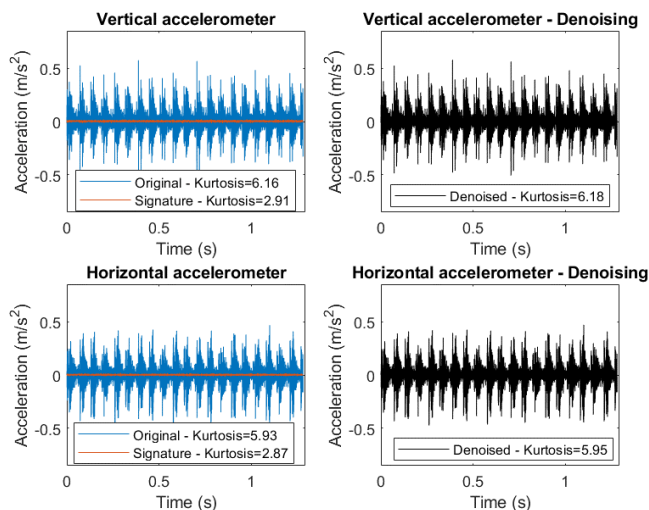 Vertical accelerometer
Acceleration (m/s²)
0.5
0
-0.5
Original - Kurtosis=6.16
Signature - Kurtosis=2.91
0
0.5
1
Time (s)
Vertical accelerometer - Denoising
Acceleration (m/s²)
0.5
0
-0.5
Denoised - Kurtosis=6.18
0
0.5
1
Time (s)
Horizontal accelerometer
Acceleration (m/s²)
0.5
0
-0.5
Original - Kurtosis=5.93
Signature - Kurtosis=2.87
0
0.5
1
Time (s)
Horizontal accelerometer - Denoising
Acceleration (m/s²)
0.5
0
-0.5
Denoised - Kurtosis=5.95
0
0.5
1
Time (s)